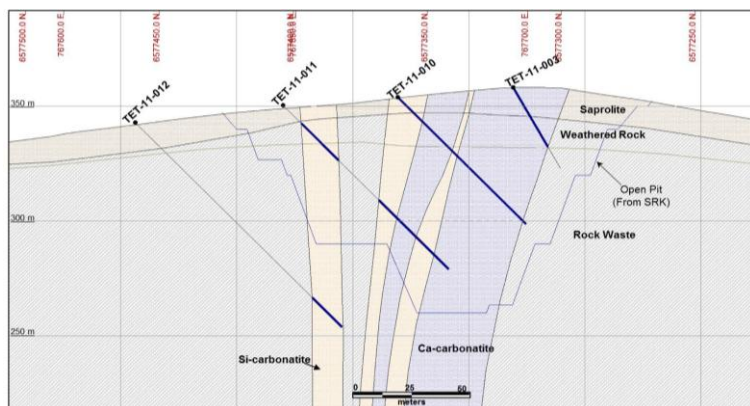 6577500.0 N
767600.0 E
6577450.0 N
6577350.0 N
767700.0 E
6577300.0 N
6577250.0 N
TET-11-012
TET-11-011
TET-11-010
TET-11-003
350 m
Saprolite
Weathered Rock
Open Pit
(From SRK)
300 m
Rock Waste
250 m
Si-carbonatite
Ca-carbonatite
0 25 50
meters